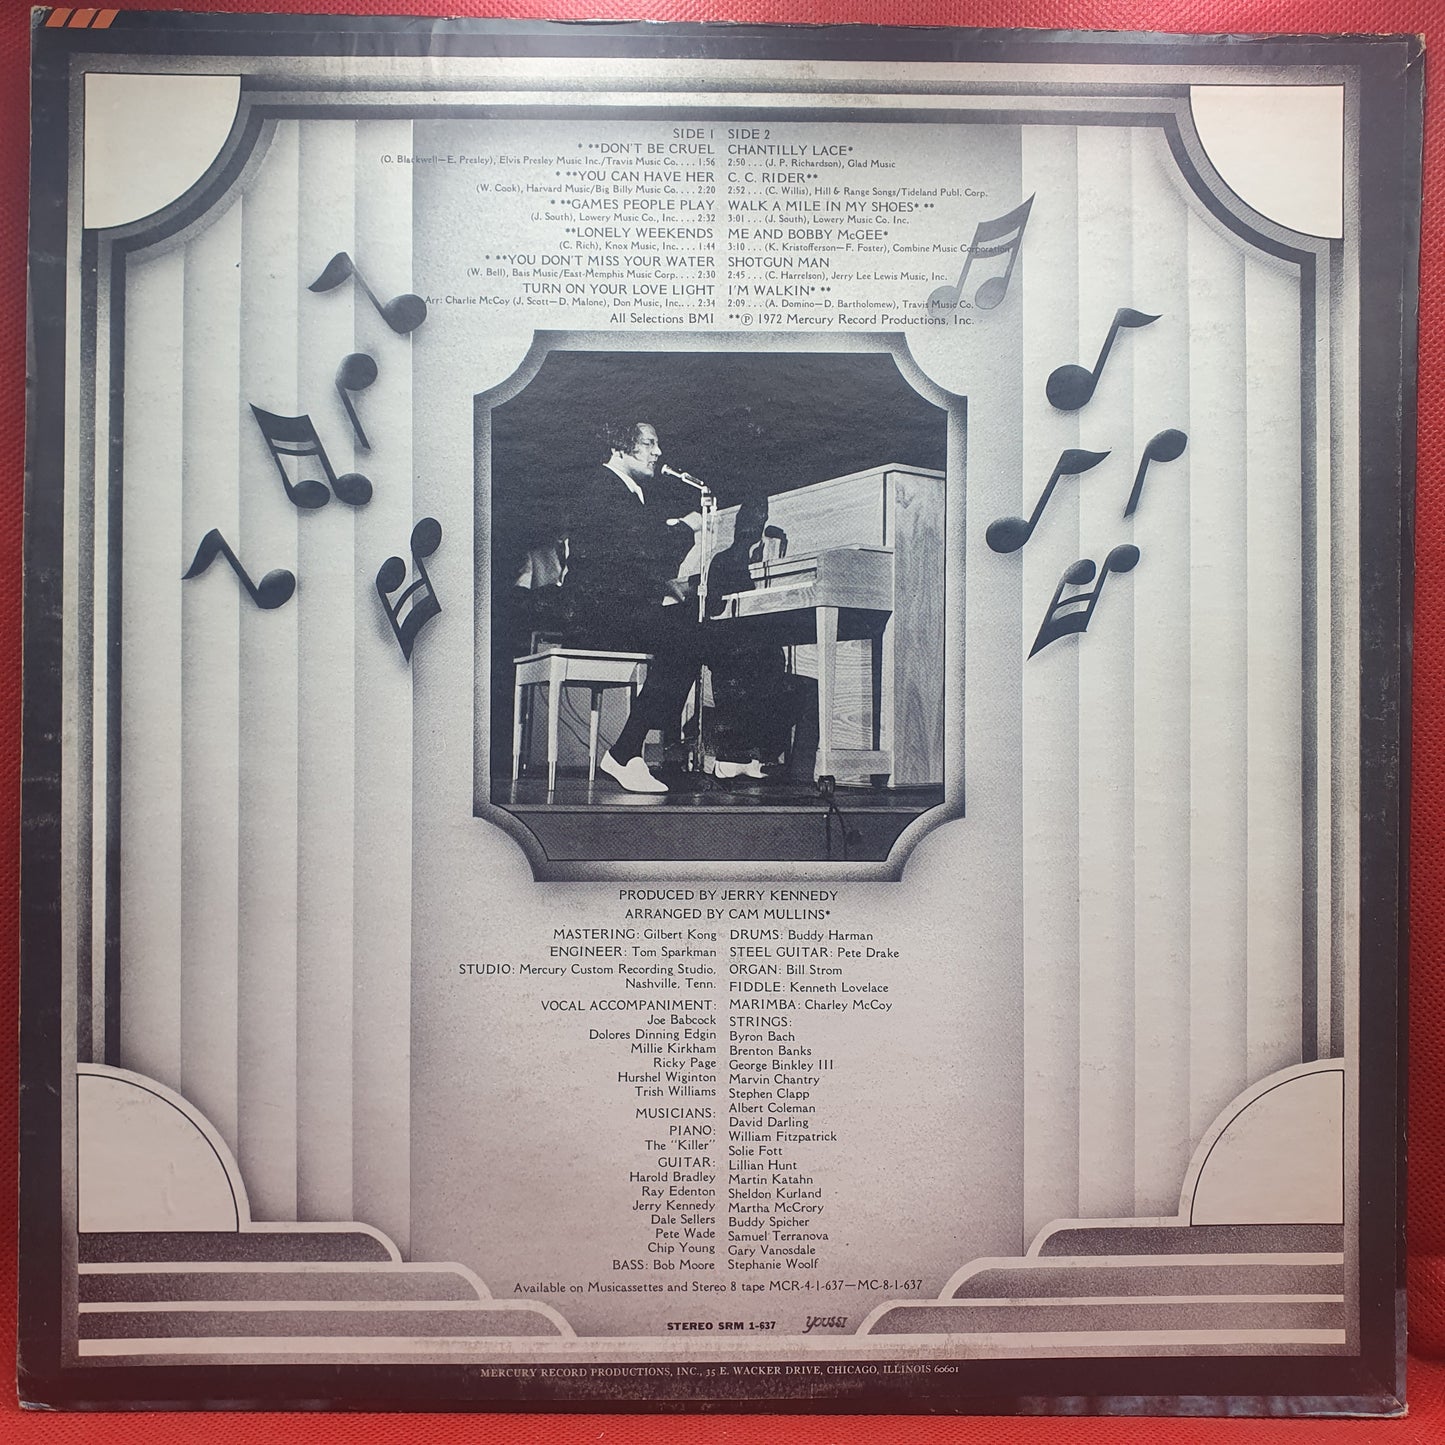 SIDE 1
* **DON'T BE CRUEL
(O. Blackwell—E. Presley), Elvis Presley Music Inc./Travis Music Co. . . . 1:56
* **YOU CAN HAVE HER
(W. Cook), Harvard Music/Big Billy Music Co. . . . 2:20
* **GAMES PEOPLE PLAY
(J. South), Lowery Music Co., Inc. . . . 2:32
**LONELY WEEKENDS
(C. Rich), Knox Music, Inc. . . . 1:44
* **YOU DON'T MISS YOUR WATER
(W. Bell), Bais Music/East-Memphis Music Corp. . . . 2:30
TURN ON YOUR LOVE LIGHT
Arr: Charlie McCoy (J. Scott—D. Malone), Don Music, Inc. . . . 2:34
All Selections BMI
SIDE 2
CHANTILLY LACE*
2:50 . . . (J. P. Richardson), Glad Music
C. C. RIDER**
2:52 . . . (C. Willis), Hill & Range Songs/Tideland Publ. Corp.
WALK A MILE IN MY SHOES* **
3:01 . . . (J. South), Lowery Music Co. Inc.
ME AND BOBBY McGEE*
3:10 . . . (K. Kristofferson—F. Foster), Combine Music Corporation
SHOTGUN MAN
2:45 . . . (C. Harrelson), Jerry Lee Lewis Music, Inc.
I'M WALKIN* **
2:09 . . . (A. Domino—D. Bartholomew), Travis Music Co.
**℗ 1972 Mercury Record Productions, Inc.
PRODUCED BY JERRY KENNEDY
ARRANGED BY CAM MULLINS*
MASTERING: Gilbert Kong
ENGINEER: Tom Sparkman
STUDIO: Mercury Custom Recording Studio,
Nashville, Tenn.
VOCAL ACCOMPANIMENT:
Joe Babcock
Dolores Dinning Edgin
Millie Kirkham
Ricky Page
Hurshel Wiginton
Trish Williams
MUSICIANS:
PIANO:
The "Killer"
GUITAR:
Harold Bradley
Ray Edenton
Jerry Kennedy
Dale Sellers
Pete Wade
Chip Young
BASS: Bob Moore
DRUMS: Buddy Harman
STEEL GUITAR: Pete Drake
ORGAN: Bill Strom
FIDDLE: Kenneth Lovelace
MARIMBA: Charley McCoy
STRINGS:
Byron Bach
Brenton Banks
George Binkley III
Marvin Chantry
Stephen Clapp
Albert Coleman
David Darling
William Fitzpatrick
Solie Fott
Lillian Hunt
Martin Katahn
Sheldon Kurland
Martha McCrory
Buddy Spicher
Samuel Terranova
Gary Vanosdale
Stephanie Woolf
Available on Musicassettes and Stereo 8 tape MCR-4-1-637—MC-8-1-637
STEREO SRM 1-637
youssi
MERCURY RECORD PRODUCTIONS, INC., 35 E. WACKER DRIVE, CHICAGO, ILLINOIS 60601